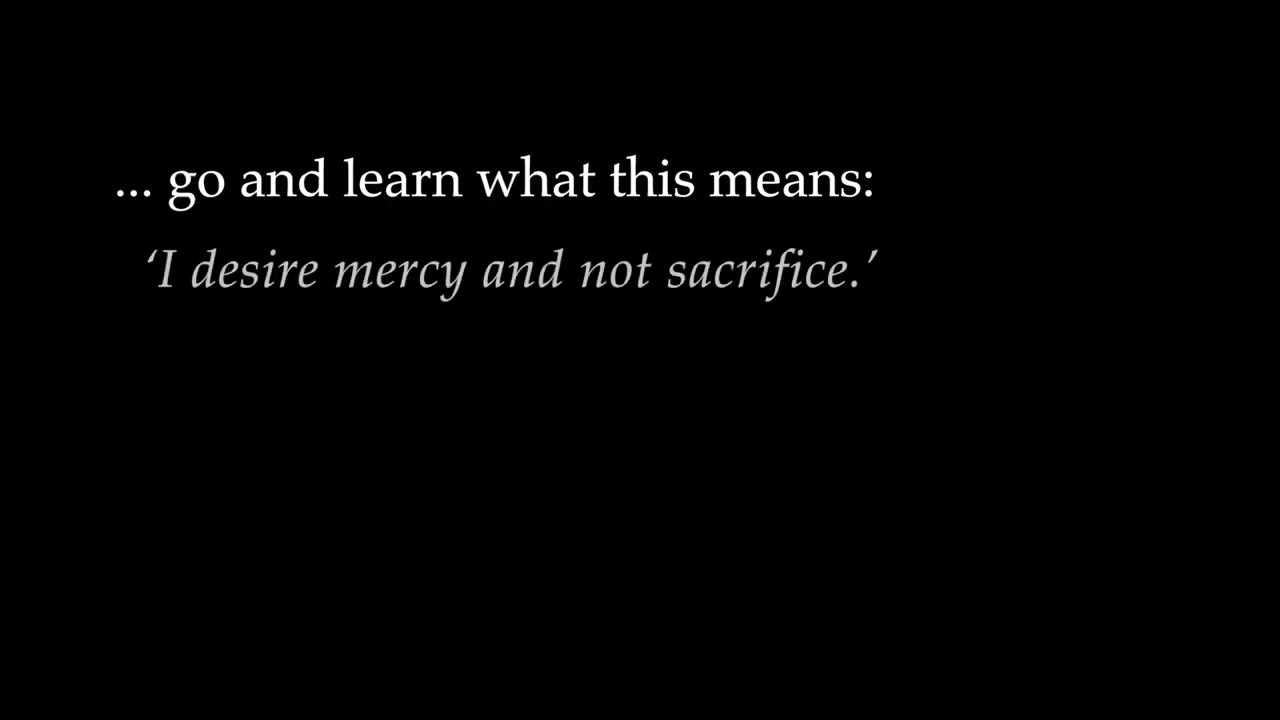 ... go and learn what this means:
‘I desire mercy and not sacrifice.’